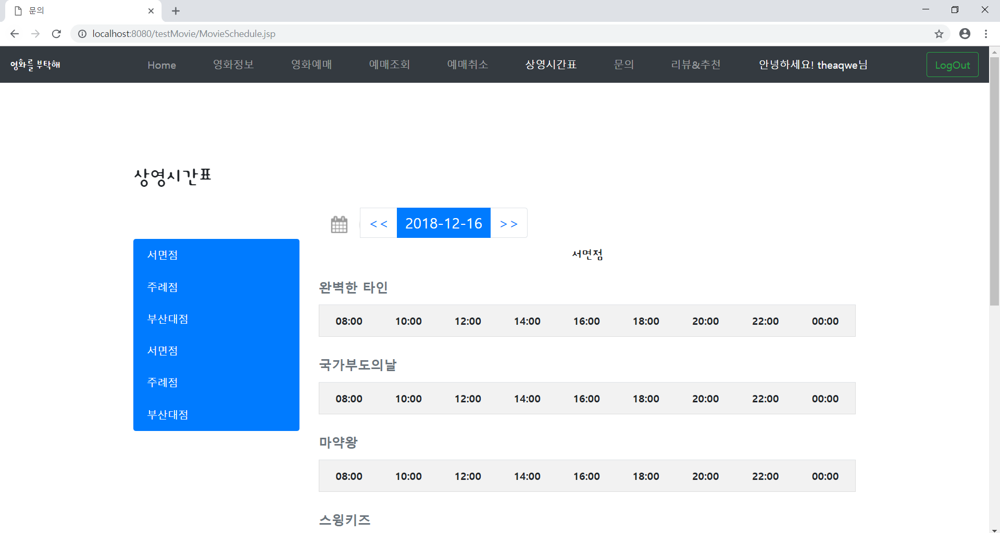 문의
localhost:8080/testMovie/MovieSchedule.jsp
영화를 부탁해 Home 영화정보 영화예매 예매조회 예매취소 상영시간표 문의 리뷰&추천 안녕하세요! theaqwe님 LogOut
상영시간표
<< 2018-12-16 >>
서면점
주례점
부산대점
서면점
주례점
부산대점
서면점
완벽한 타인
08:00 10:00 12:00 14:00 16:00 18:00 20:00 22:00 00:00
국가부도의날
08:00 10:00 12:00 14:00 16:00 18:00 20:00 22:00 00:00
마약왕
08:00 10:00 12:00 14:00 16:00 18:00 20:00 22:00 00:00
스윙키즈